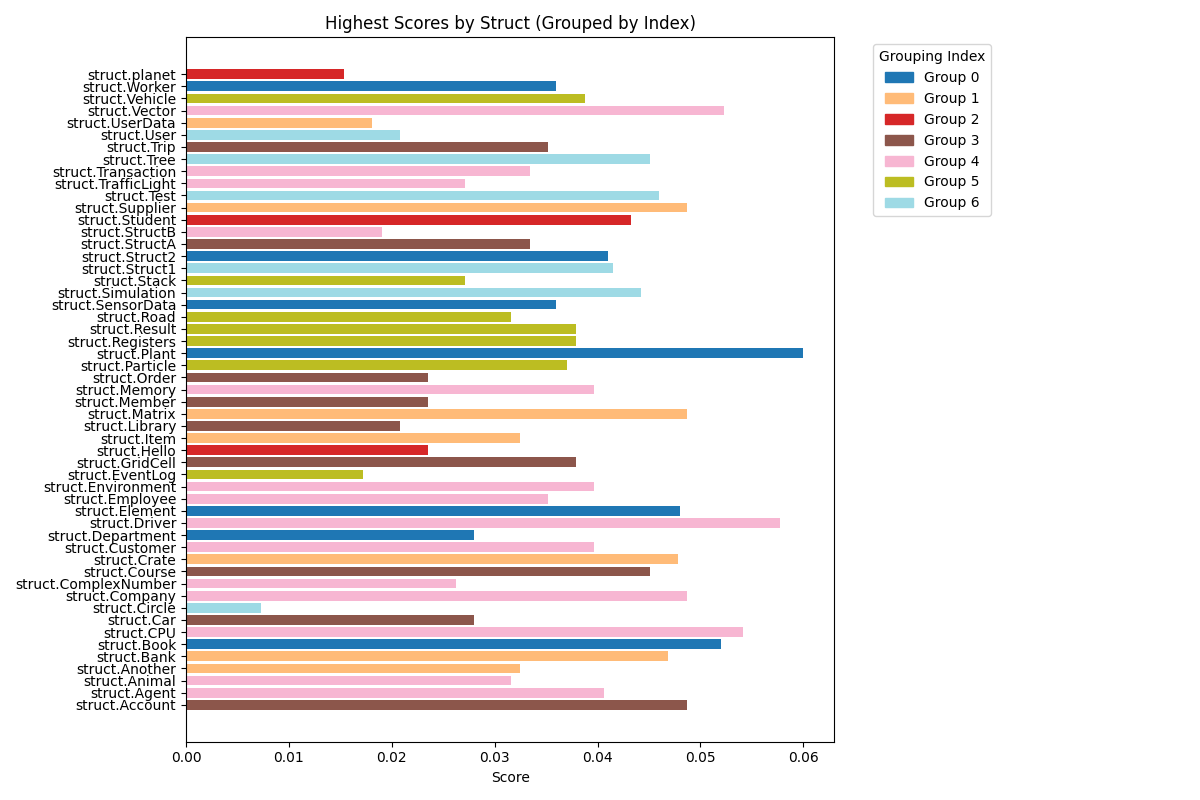 Highest Scores by Struct (Grouped by Index)
struct.planet
struct.Worker
struct.Vehicle
struct.Vector
struct.UserData
struct.User
struct.Trip
struct.Tree
struct.Transaction
struct.TrafficLight
struct.Test
struct.Supplier
struct.Student
struct.StructB
struct.StructA
struct.Struct2
struct.Struct1
struct.Stack
struct.Simulation
struct.SensorData
struct.Road
struct.Result
struct.Registers
struct.Plant
struct.Particle
struct.Order
struct.Memory
struct.Member
struct.Matrix
struct.Library
struct.Item
struct.Hello
struct.GridCell
struct.EventLog
struct.Environment
struct.Employee
struct.Element
struct.Driver
struct.Department
struct.Customer
struct.Crate
struct.Course
struct.ComplexNumber
struct.Company
struct.Circle
struct.Car
struct.CPU
struct.Book
struct.Bank
struct.Another
struct.Animal
struct.Agent
struct.Account
0.00 0.01 0.02 0.03 0.04 0.05 0.06
Score
Grouping Index
Group 0
Group 1
Group 2
Group 3
Group 4
Group 5
Group 6